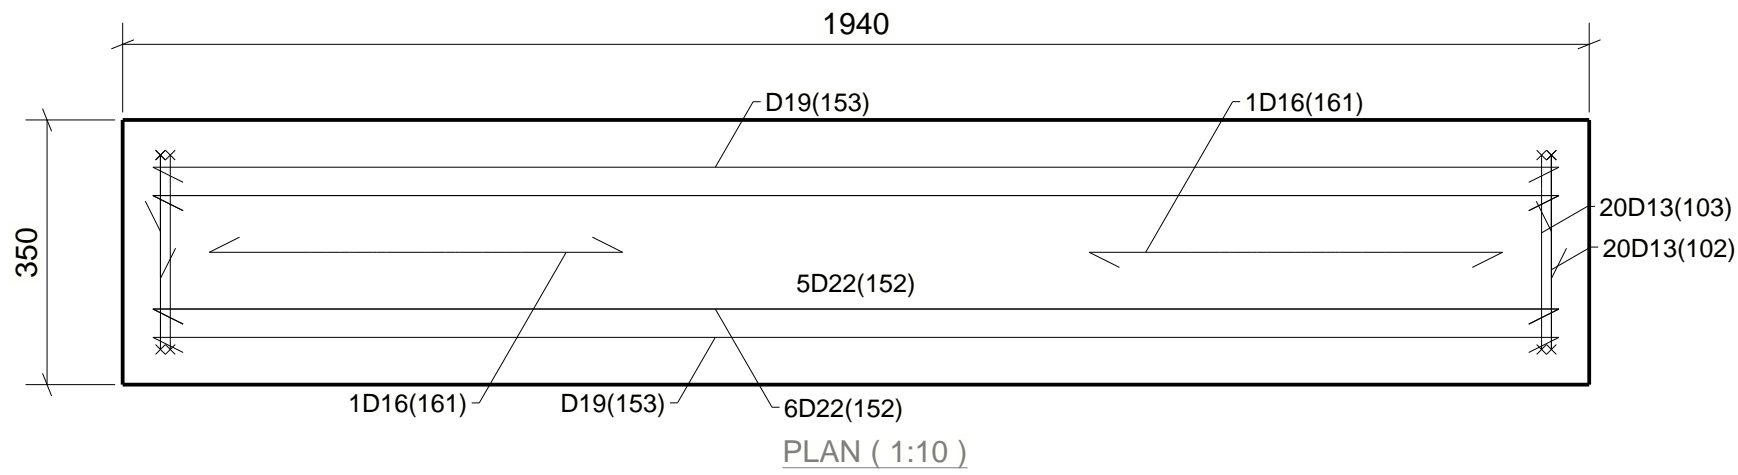 1940
D19(153)
1D16(161)
20D13(103)
350
20D13(102)
5D22(152)
1D16(161)
D19(153)
6D22(152)
PLAN ( 1:10 )